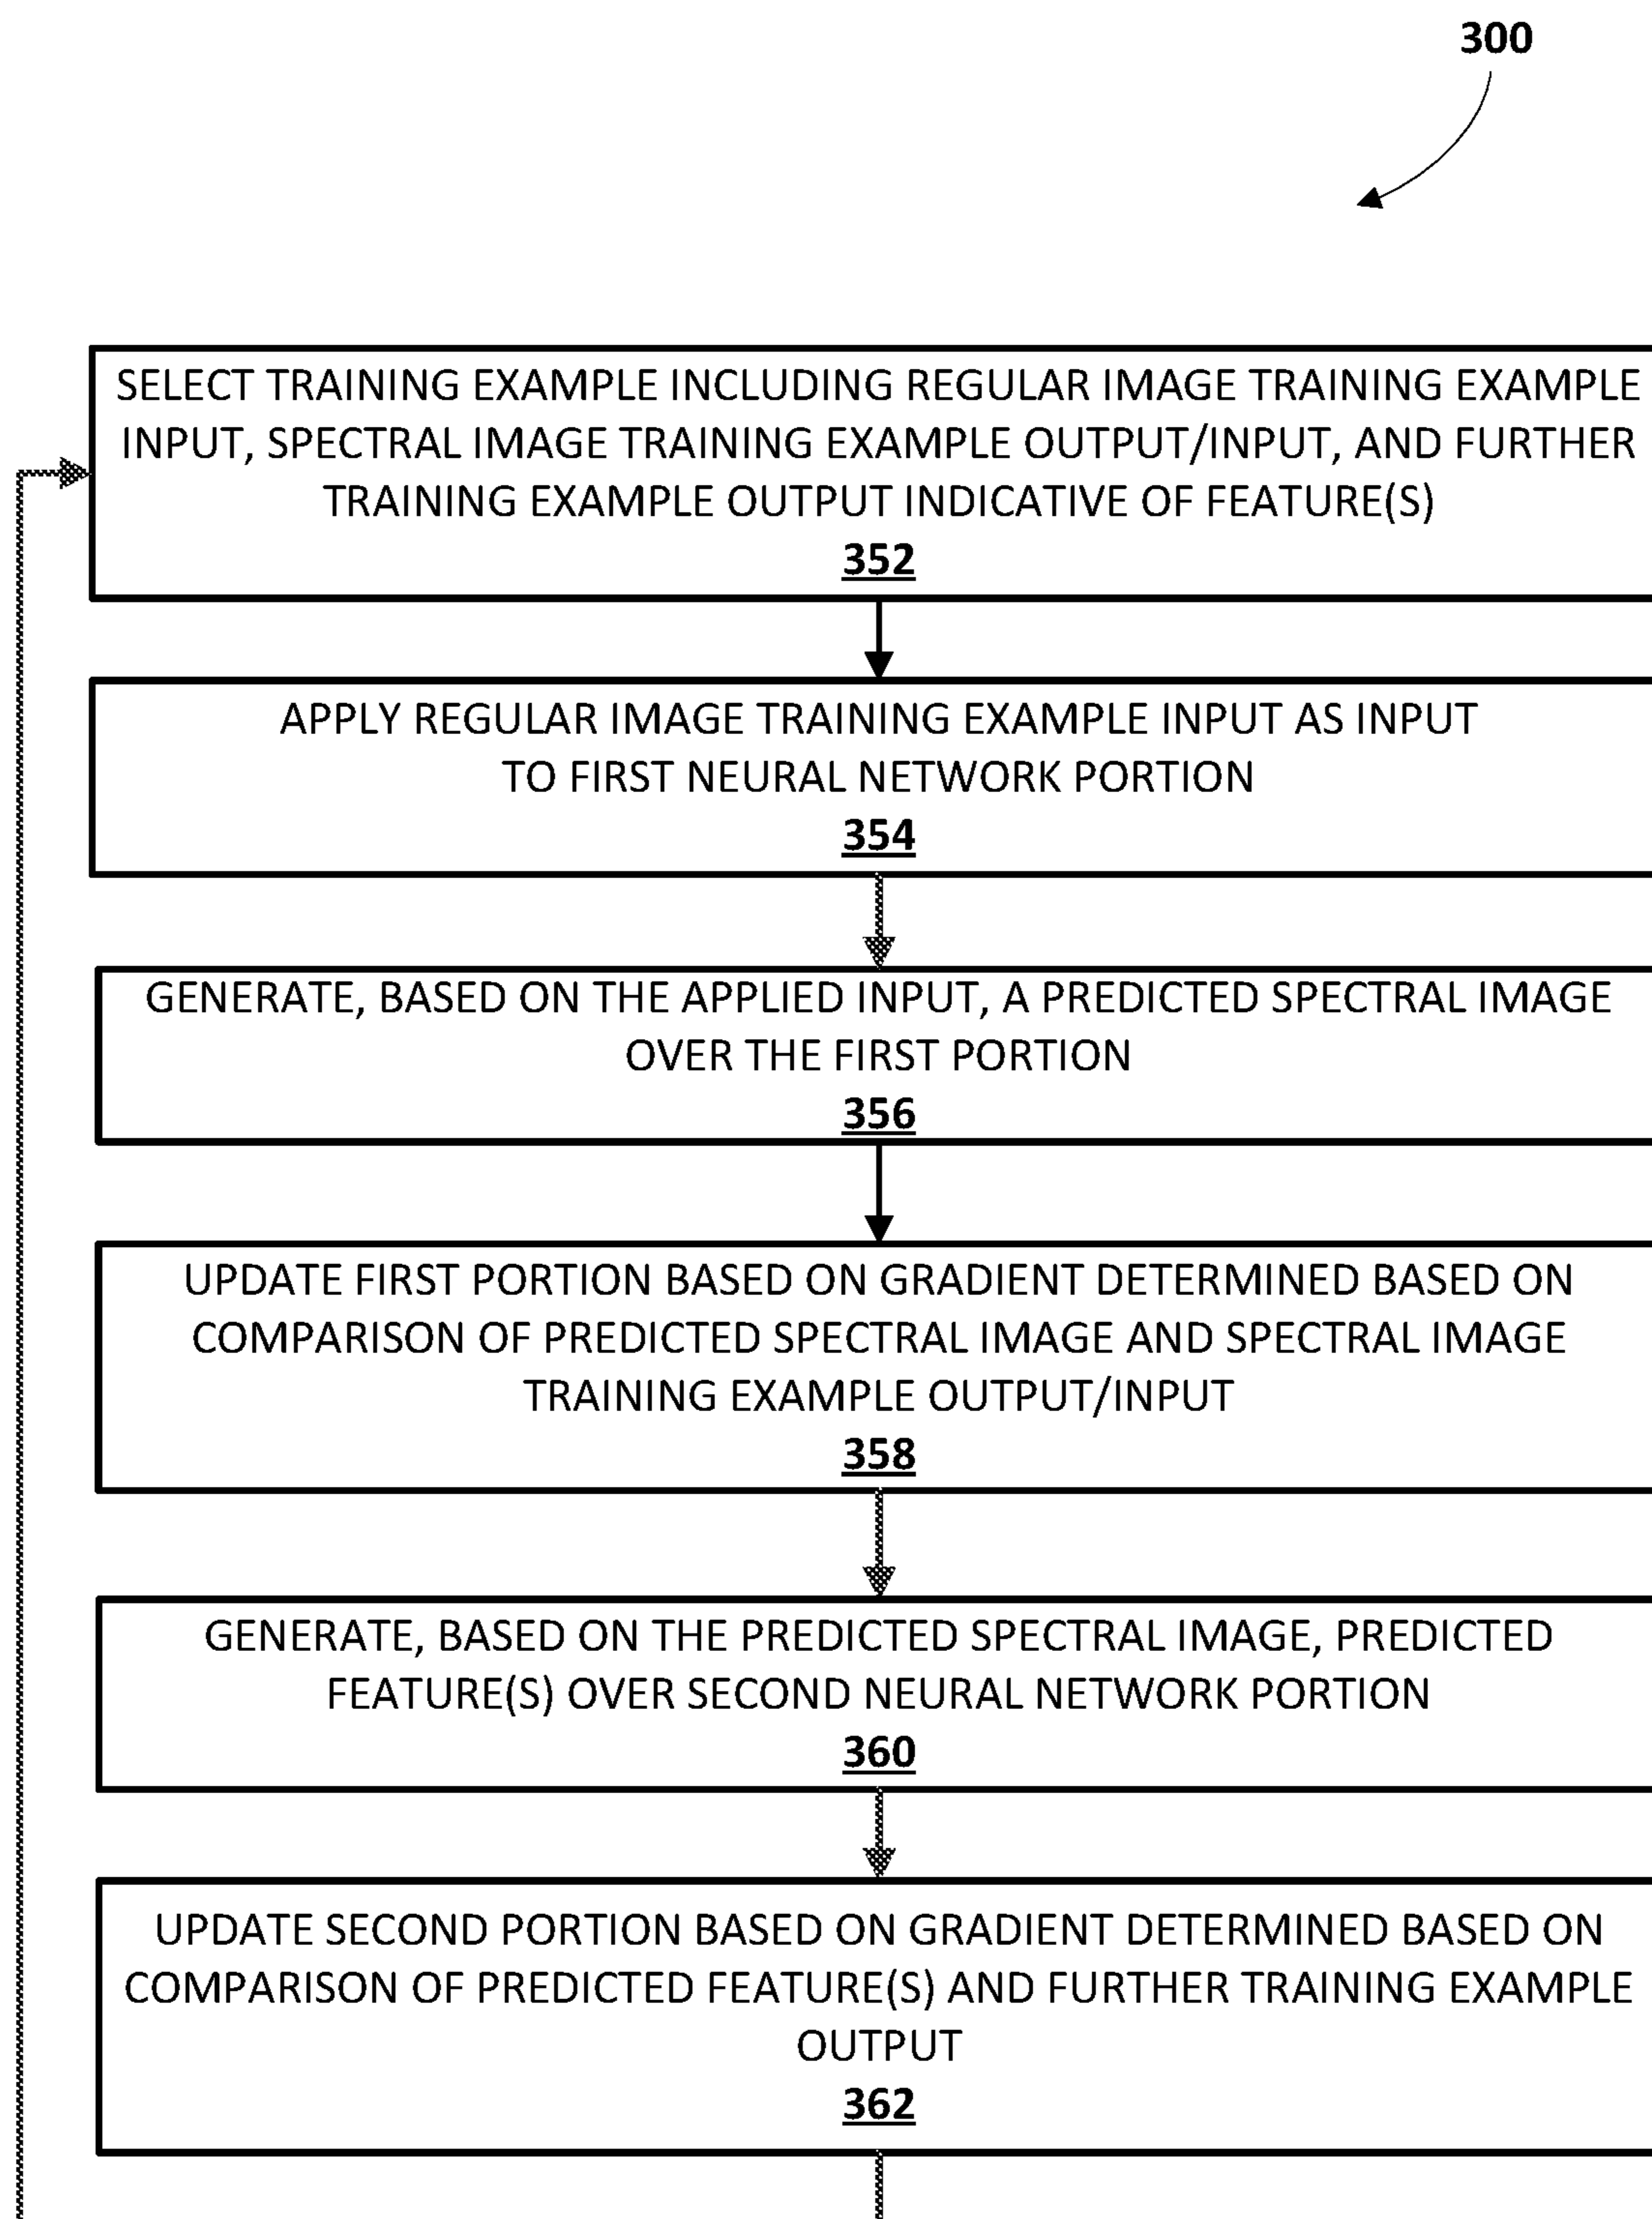 300
SELECT TRAINING EXAMPLE INCLUDING REGULAR IMAGE TRAINING EXAMPLE
INPUT, SPECTRAL IMAGE TRAINING EXAMPLE OUTPUT/INPUT, AND FURTHER
TRAINING EXAMPLE OUTPUT INDICATIVE OF FEATURE(S)
352
APPLY REGULAR IMAGE TRAINING EXAMPLE INPUT AS INPUT
TO FIRST NEURAL NETWORK PORTION
354
GENERATE, BASED ON THE APPLIED INPUT, A PREDICTED SPECTRAL IMAGE
OVER THE FIRST PORTION
356
UPDATE FIRST PORTION BASED ON GRADIENT DETERMINED BASED ON
COMPARISON OF PREDICTED SPECTRAL IMAGE AND SPECTRAL IMAGE
TRAINING EXAMPLE OUTPUT/INPUT
358
GENERATE, BASED ON THE PREDICTED SPECTRAL IMAGE, PREDICTED
FEATURE(S) OVER SECOND NEURAL NETWORK PORTION
360
UPDATE SECOND PORTION BASED ON GRADIENT DETERMINED BASED ON
COMPARISON OF PREDICTED FEATURE(S) AND FURTHER TRAINING EXAMPLE
OUTPUT
362